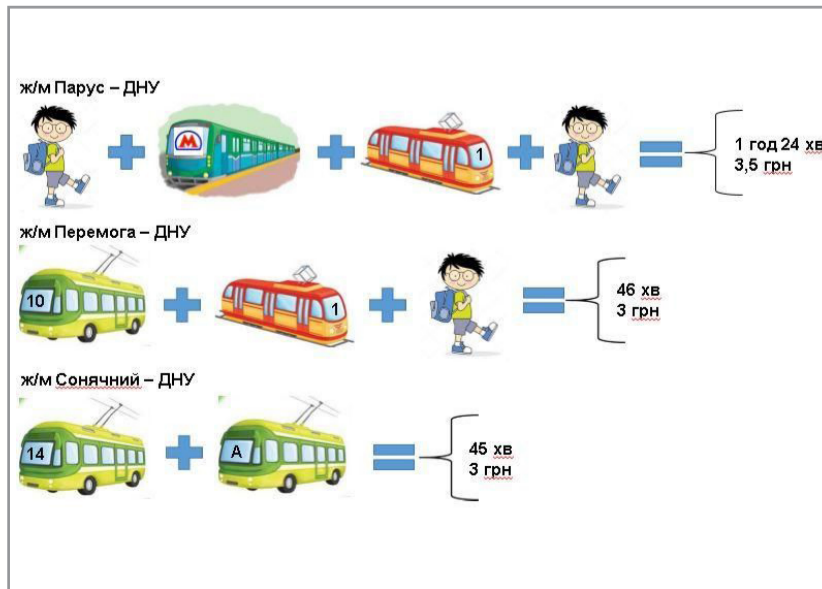 ж/м Парус – ДНУ
М
1
1 год 24 хв
3,5 грн
ж/м Перемога – ДНУ
10
1
46 хв
3 грн
ж/м Сонячний – ДНУ
14
А
45 хв
3 грн